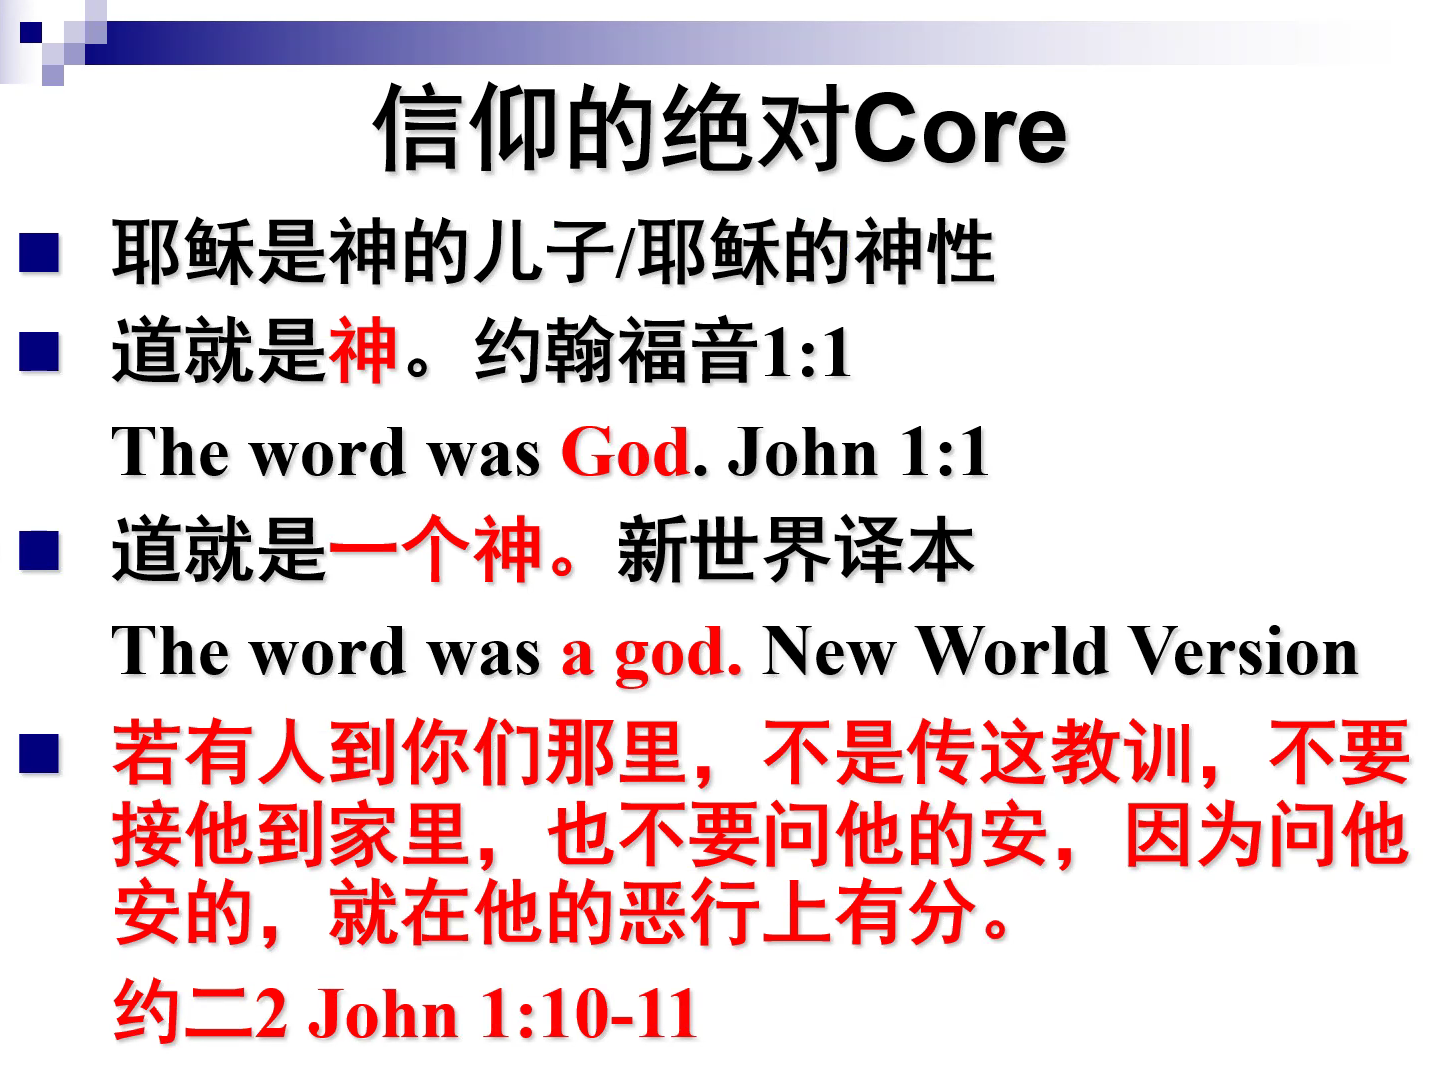 信仰的绝对Core
耶稣是神的儿子/耶稣的神性
道就是神。约翰福音1:1
The word was God. John 1:1
道就是一个神。新世界译本
The word was a god. New World Version
若有人到你们那里，不是传这教训，不要
接他到家里，也不要问他的安，因为问他
安的，就在他的恶行上有分。
约二2 John 1:10-11